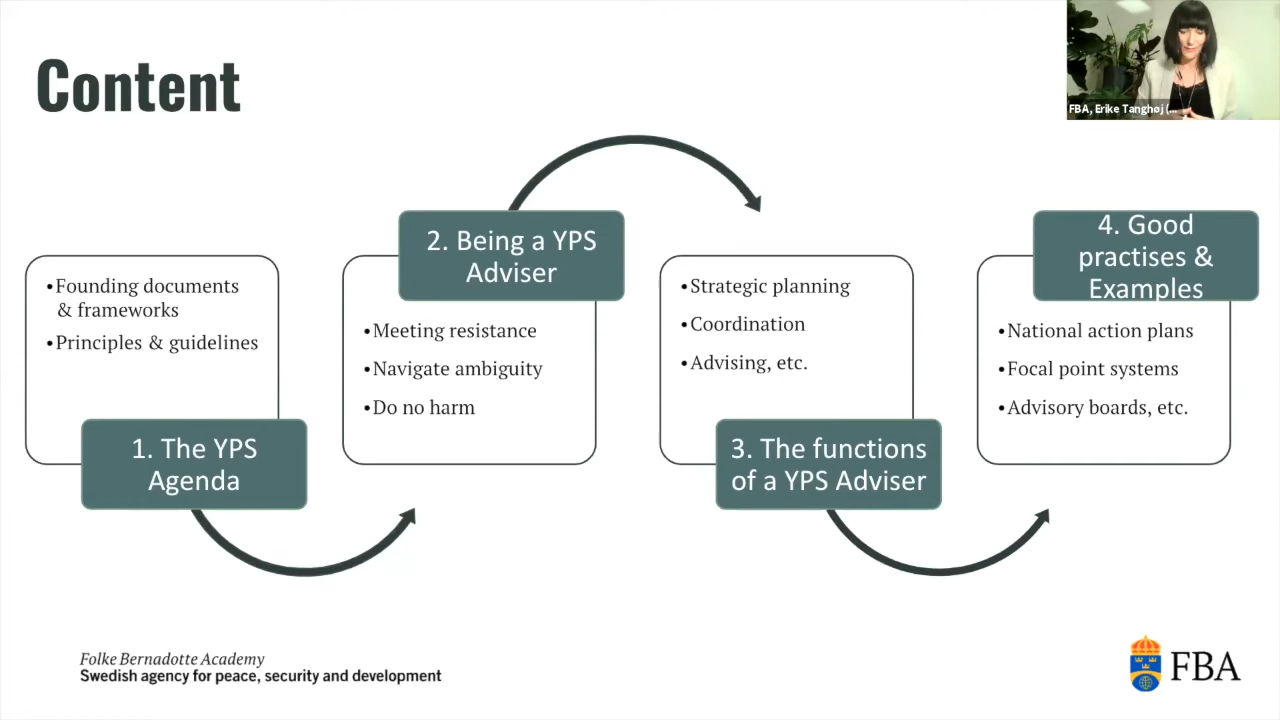 Content
FBA, Erike Tanghøj (...
•Founding documents
& frameworks
•Principles & guidelines
1. The YPS
Agenda
2. Being a YPS
Adviser
•Meeting resistance
•Navigate ambiguity
•Do no harm
•Strategic planning
•Coordination
•Advising, etc.
3. The functions
of a YPS Adviser
4. Good
practises &
Examples
•National action plans
•Focal point systems
•Advisory boards, etc.
Folke Bernadotte Academy
Swedish agency for peace, security and development
FBA